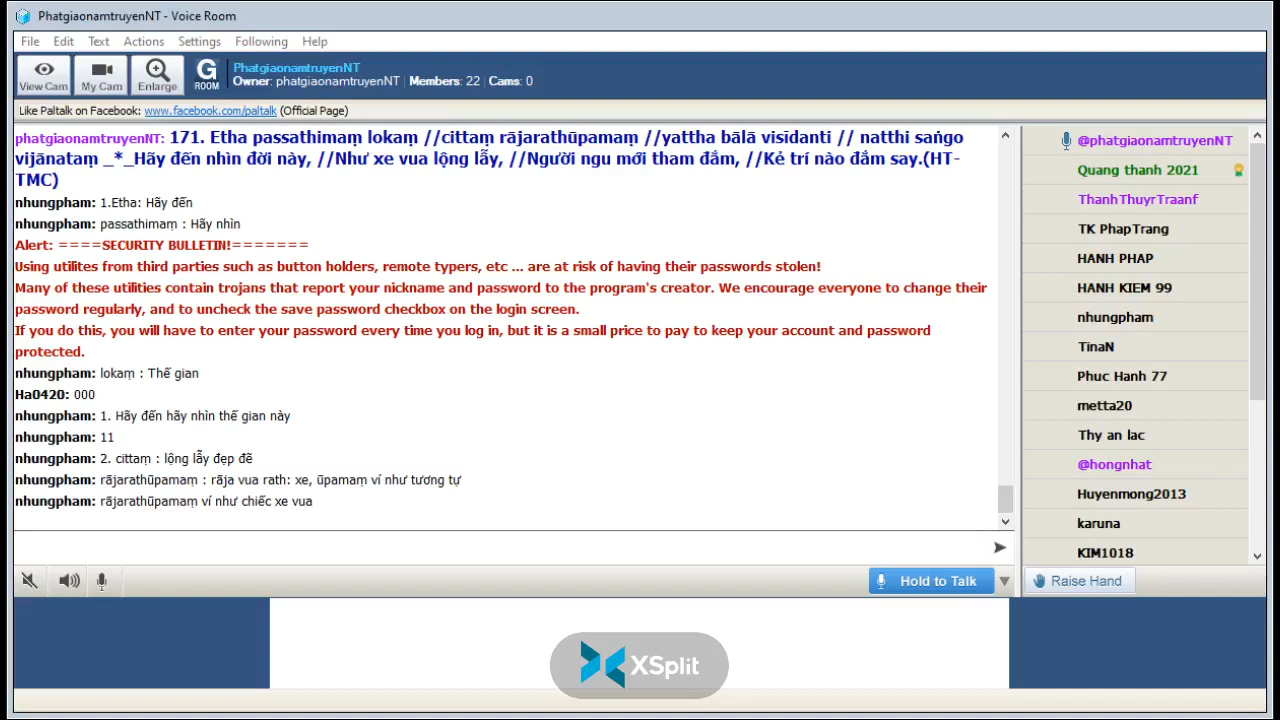 PhatgiaonamtruyenNT - Voice Room
File Edit Text Actions Settings Following Help
View Cam My Cam Enlarge G ROOM
PhatgiaonamtruyenNT
Owner: phatgiaonamtruyenNT | Members: 22 | Cams: 0
Like Paltalk on Facebook: www.facebook.com/paltalk (Official Page)
phatgiaonamtruyenNT: 171. Etha passathimaṃ lokaṃ //cittaṃ rājarathūpamaṃ //yattha bālā visīdanti // natthi saṅgo
vijānataṃ _*_Hãy đến nhìn đời này, //Như xe vua lộng lẫy, //Người ngu mới tham đắm, //Kẻ trí nào đắm say.(HT-
TMC)
nhungpham: 1.Etha: Hãy đến
nhungpham: passathimaṃ : Hãy nhìn
Alert: ====SECURITY BULLETIN!=======
Using utilites from third parties such as button holders, remote typers, etc ... are at risk of having their passwords stolen!
Many of these utilities contain trojans that report your nickname and password to the program's creator. We encourage everyone to change their
password regularly, and to uncheck the save password checkbox on the login screen.
If you do this, you will have to enter your password every time you log in, but it is a small price to pay to keep your account and password
protected.
nhungpham: lokaṃ : Thế gian
Ha0420: 000
nhungpham: 1. Hãy đến hãy nhìn thế gian này
nhungpham: 11
nhungpham: 2. cittaṃ : lộng lẫy đẹp đẽ
nhungpham: rājarathūpamaṃ : rāja vua rath: xe, ūpamaṃ ví như tương tự
nhungpham: rājarathūpamaṃ ví như chiếc xe vua
@phatgiaonamtruyenNT
Quang thanh 2021
ThanhThuyrTraanf
TK PhapTrang
HANH PHAP
HANH KIEM 99
nhungpham
TinaN
Phuc Hanh 77
metta20
Thy an lac
@hongnhat
Huyenmong2013
karuna
KIM1018
Hold to Talk
Raise Hand
XSplit